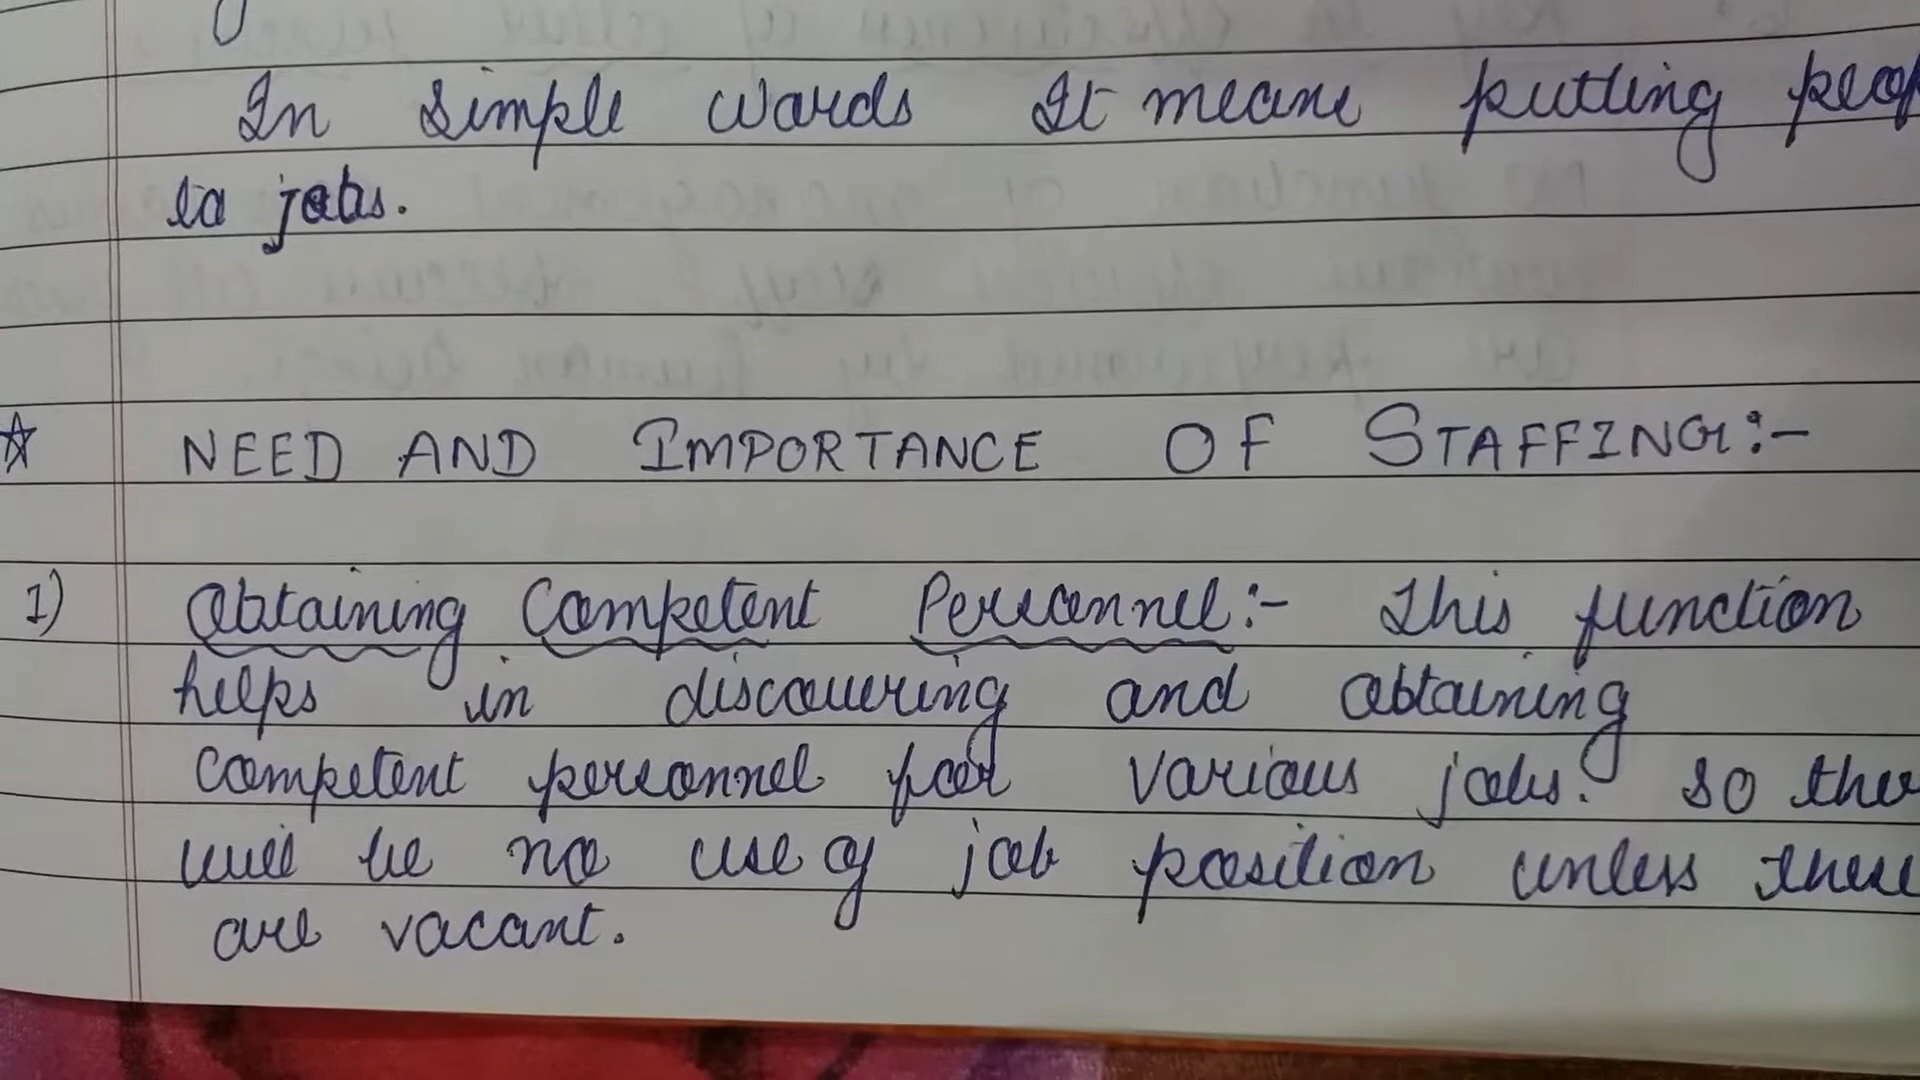 In simple words It means putting peop
to jobs.
☆ NEED AND IMPORTANCE OF STAFFING:-
1) Obtaining Competent Personnel:- This function
helps in discovering and obtaining
competent personnel for various jobs. so the
will be no use of job position unless these
are vacant.